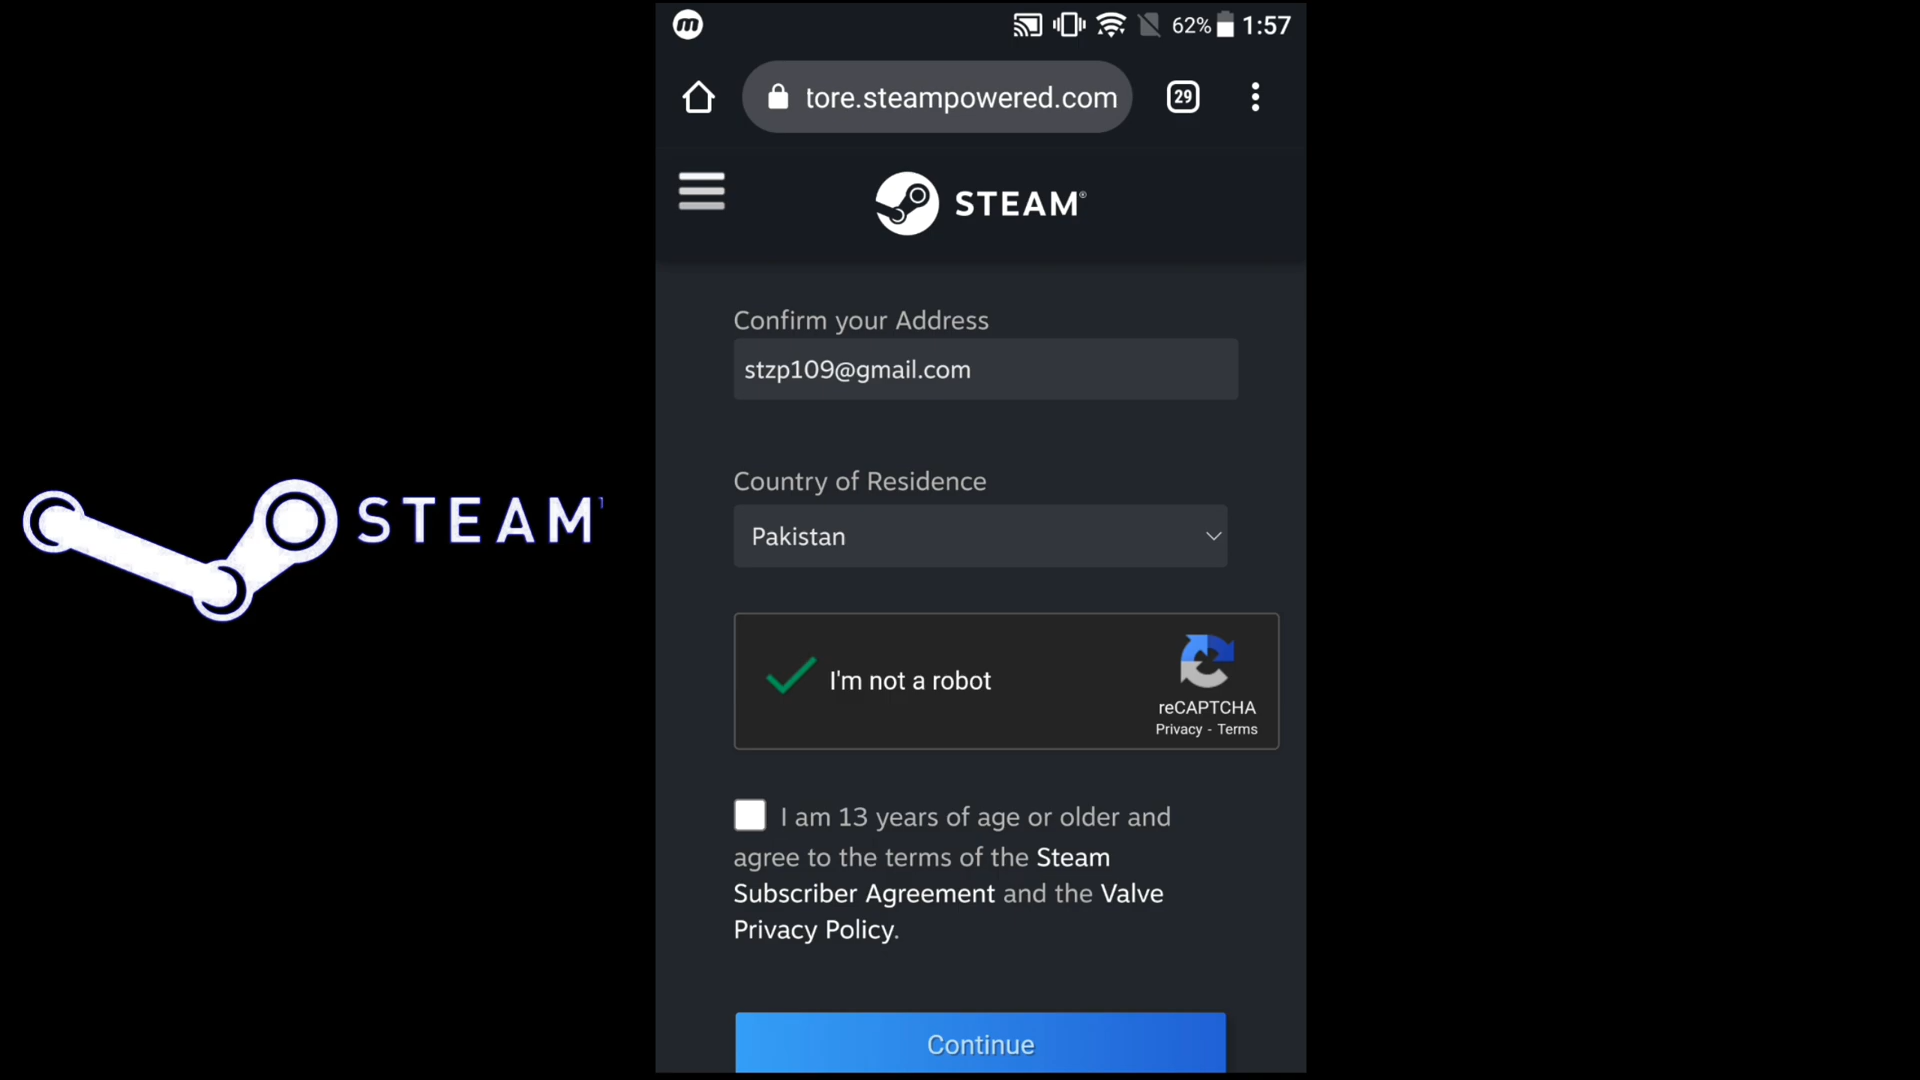 62% 1:57
tore.steampowered.com
29
STEAM®
Confirm your Address
stzp109@gmail.com
Country of Residence
Pakistan
I'm not a robot
reCAPTCHA
Privacy - Terms
I am 13 years of age or older and
agree to the terms of the Steam
Subscriber Agreement and the Valve
Privacy Policy.
Continue
STEAM